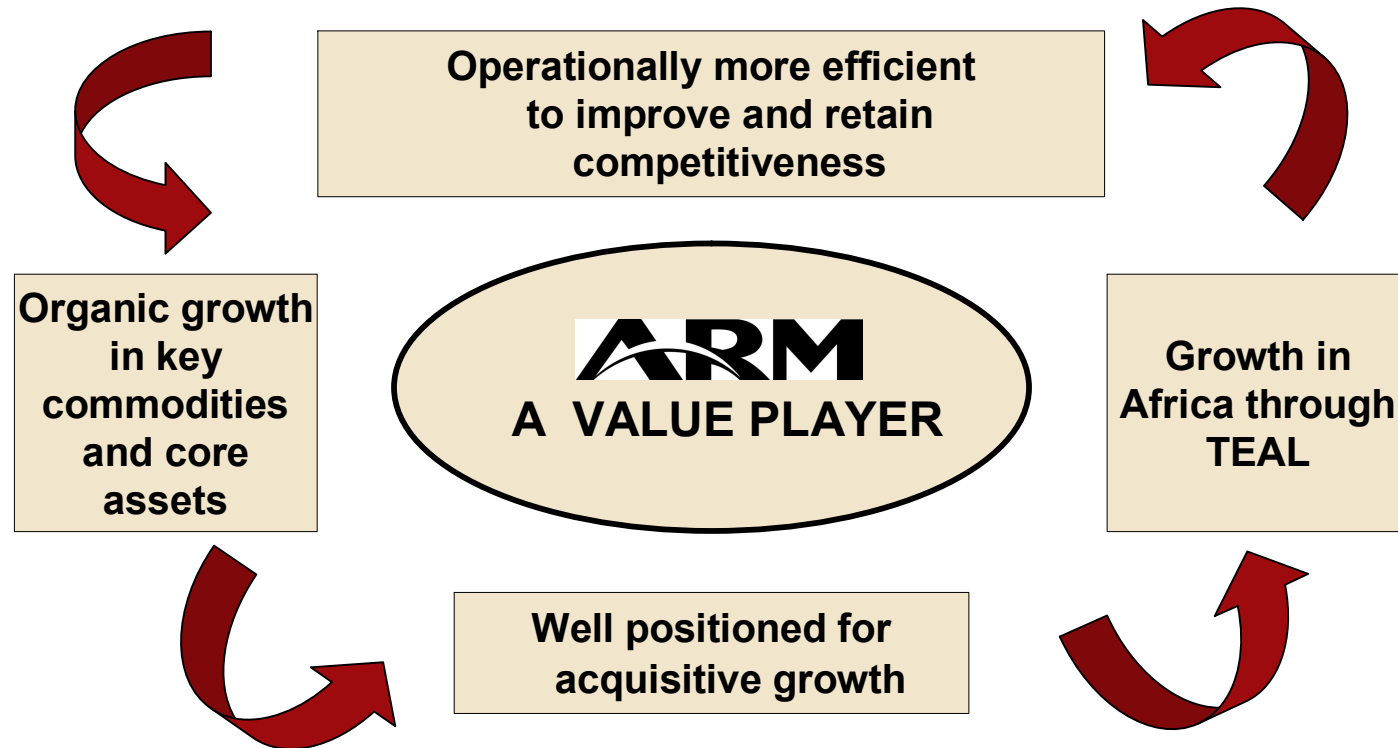 Operationally more efficient
to improve and retain
competitiveness
Organic growth
in key
commodities
and core
assets
ARM
A VALUE PLAYER
Growth in
Africa through
TEAL
Well positioned for
acquisitive growth